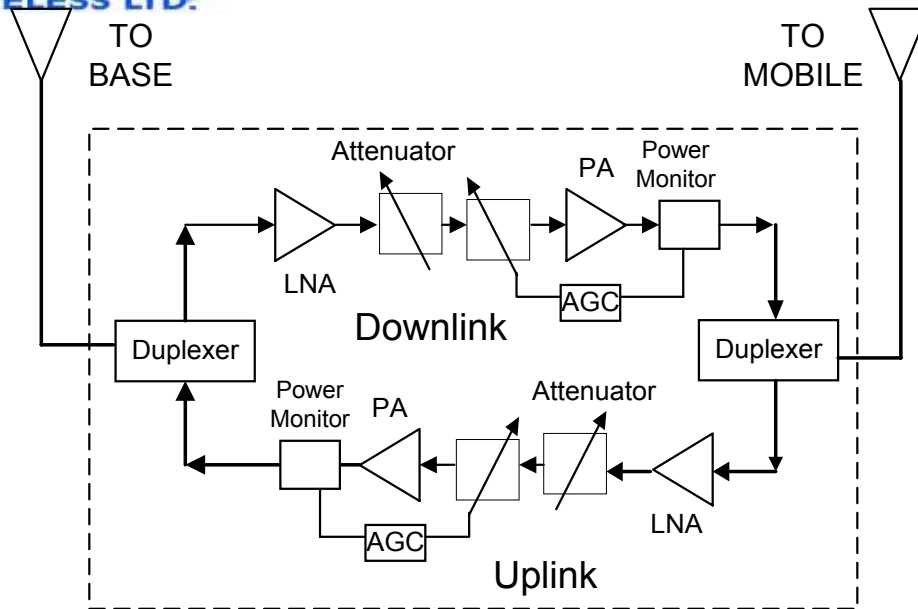 LTD.
TO
BASE
TO
MOBILE
Attenuator
PA
Power
Monitor
LNA
AGC
Downlink
Duplexer
Duplexer
Power
Monitor
PA
Attenuator
LNA
AGC
Uplink